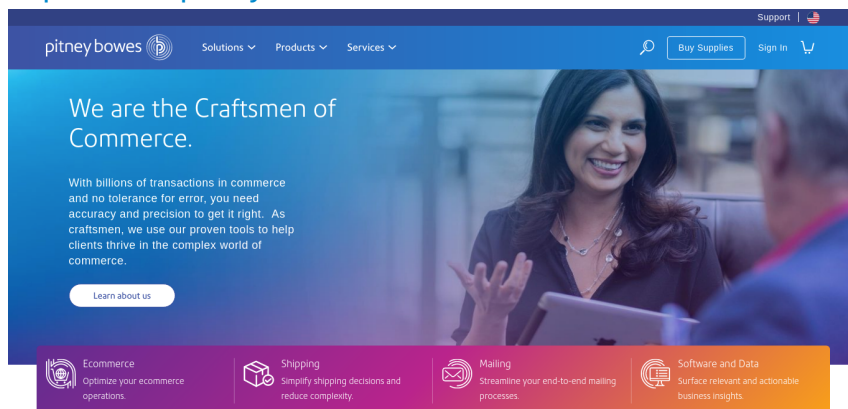 Support
pitney bowes
Solutions
Products
Services
Buy Supplies
Sign In
We are the Craftsmen of
Commerce.
With billions of transactions in commerce
and no tolerance for error, you need
accuracy and precision to get it right. As
craftsmen, we use our proven tools to help
clients thrive in the complex world of
commerce.
Learn about us
Ecommerce
Optimize your ecommerce
operations.
Shipping
Simplify shipping decisions and
reduce complexity.
Mailing
Streamline your end-to-end mailing
processes.
Software and Data
Surface relevant and actionable
business insights.